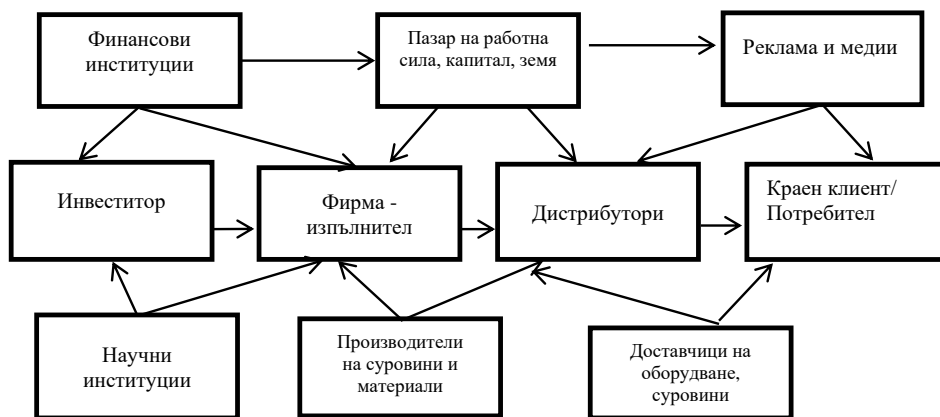 Финансови
институции
Пазар на работна
сила, капитал, земя
Реклама и медии
Инвеститор
Фирма -
изпълнител
Дистрибутори
Краен клиент/
Потребител
Научни
институции
Производители
на суровини и
материали
Доставчици на
оборудване,
суровини